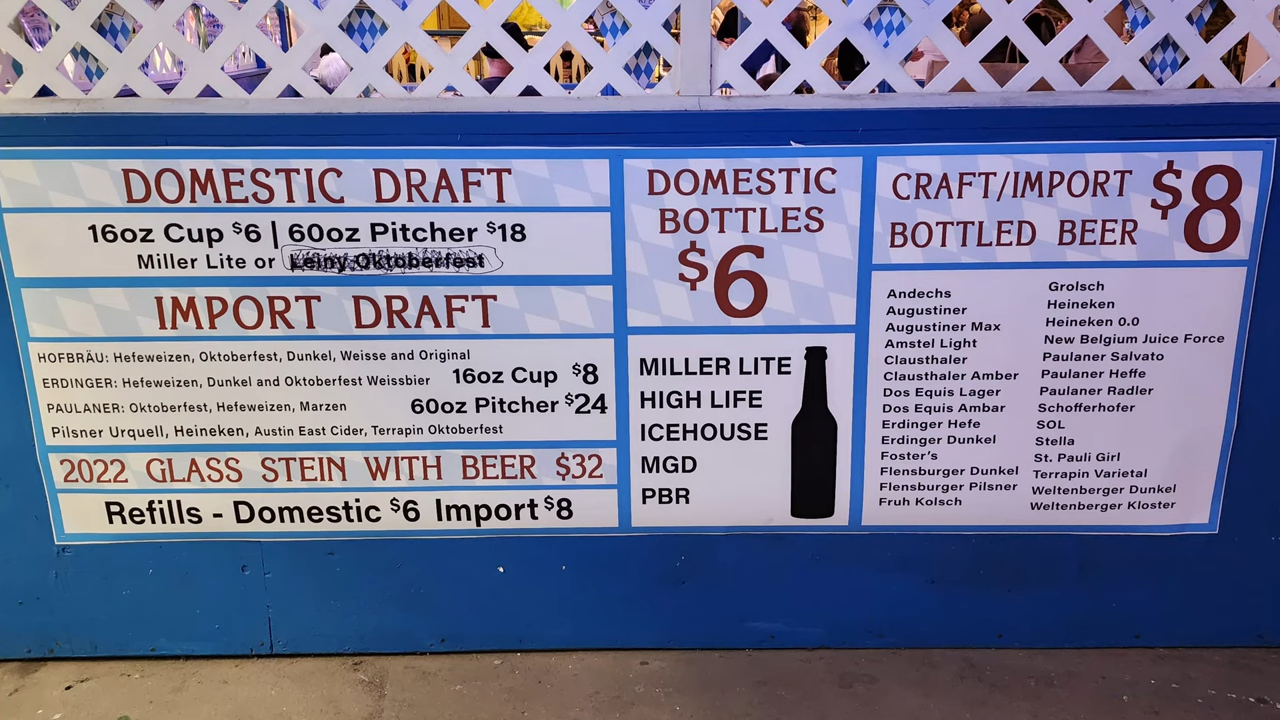 DOMESTIC DRAFT
16oz Cup $6 | 60oz Pitcher $18
Miller Lite or Leiny Oktoberfest
IMPORT DRAFT
HOFBRÄU: Hefeweizen, Oktoberfest, Dunkel, Weisse and Original
ERDINGER: Hefeweizen, Dunkel and Oktoberfest Weissbier
16oz Cup $8
PAULANER: Oktoberfest, Hefeweizen, Marzen
60oz Pitcher $24
Pilsner Urquell, Heineken, Austin East Cider, Terrapin Oktoberfest
2022 GLASS STEIN WITH BEER $32
Refills - Domestic $6 Import $8
DOMESTIC
BOTTLES
$6
MILLER LITE
HIGH LIFE
ICEHOUSE
MGD
PBR
CRAFT/IMPORT
BOTTLED BEER
$8
Andechs
Augustiner
Augustiner Max
Amstel Light
Clausthaler
Clausthaler Amber
Dos Equis Lager
Dos Equis Ambar
Erdinger Hefe
Erdinger Dunkel
Foster's
Flensburger Dunkel
Flensburger Pilsner
Fruh Kolsch
Grolsch
Heineken
Heineken 0.0
New Belgium Juice Force
Paulaner Salvato
Paulaner Heffe
Paulaner Radler
Schofferhofer
SOL
Stella
St. Pauli Girl
Terrapin Varietal
Weltenberger Dunkel
Weltenberger Kloster